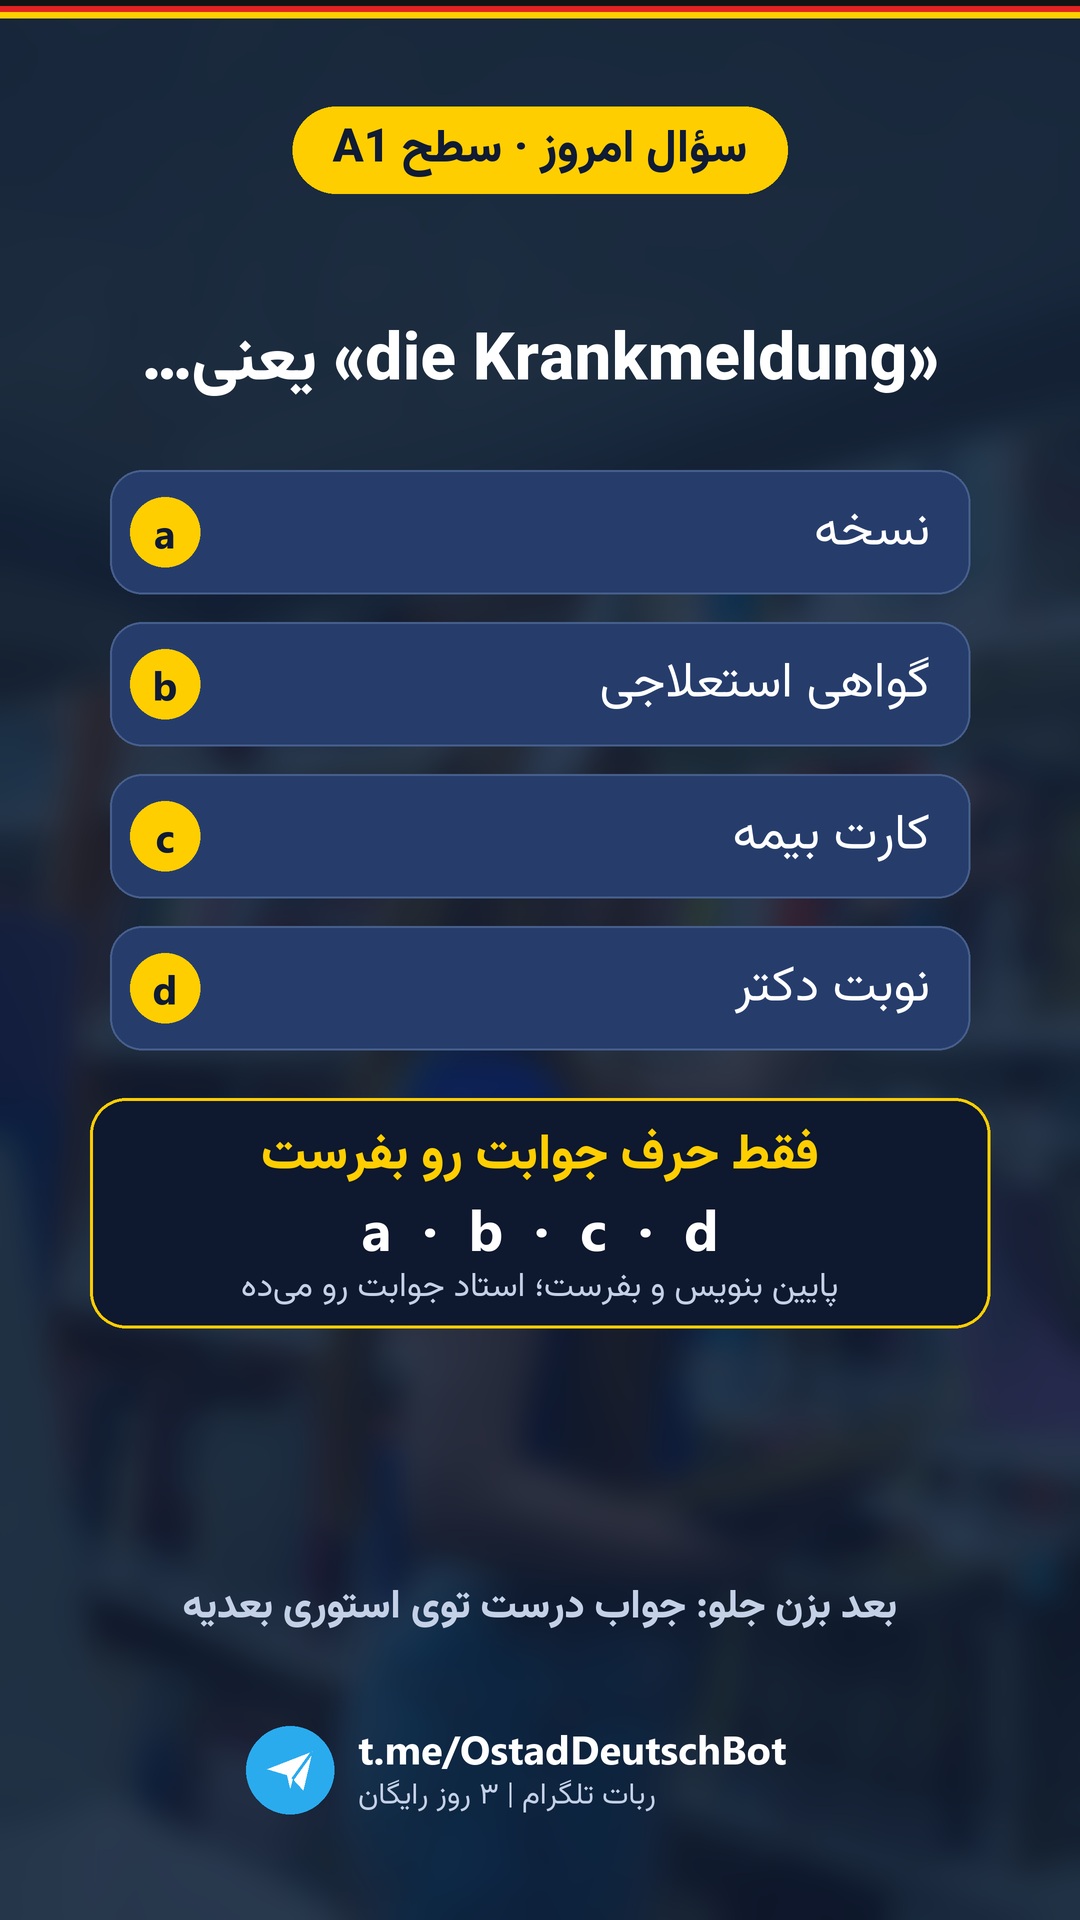 سؤال امروز · سطح A1
«die Krankmeldung» یعنی...
a نسخه
b گواهی استعلاجی
c کارت بیمه
d نوبت دکتر
فقط حرف جوابت رو بفرست
a · b · c · d
پایین بنویس و بفرست؛ استاد جوابت رو می‌ده
بعد بزن جلو: جواب درست توی استوری بعدیه
t.me/OstadDeutschBot
ربات تلگرام | ۳ روز رایگان